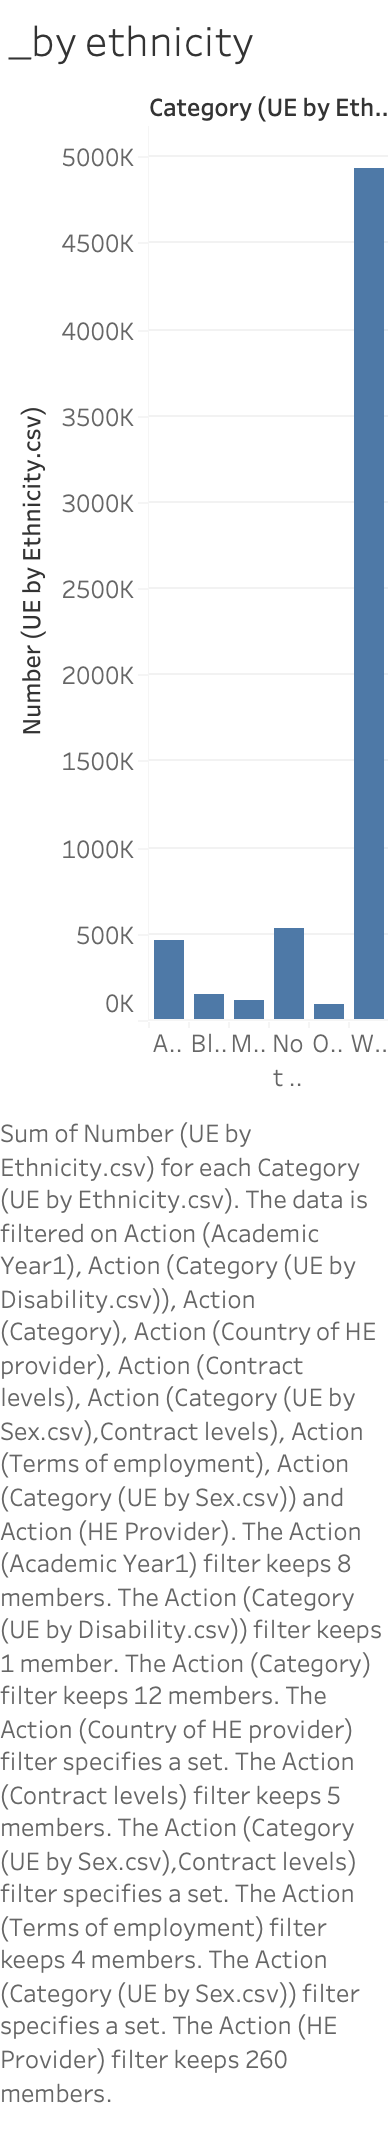 _by ethnicity
Category (UE by Eth..
5000K
4500K
4000K
3500K
3000K
2500K
2000K
1500K
1000K
500K
0K
Number (UE by Ethnicity.csv)
A.. Bl.. M.. No O.. W..
t ..
Sum of Number (UE by
Ethnicity.csv) for each Category
(UE by Ethnicity.csv). The data is
filtered on Action (Academic
Year1), Action (Category (UE by
Disability.csv)), Action
(Category), Action (Country of HE
provider), Action (Contract
levels), Action (Category (UE by
Sex.csv),Contract levels), Action
(Terms of employment), Action
(Category (UE by Sex.csv)) and
Action (HE Provider). The Action
(Academic Year1) filter keeps 8
members. The Action (Category
(UE by Disability.csv)) filter keeps
1 member. The Action (Category)
filter keeps 12 members. The
Action (Country of HE provider)
filter specifies a set. The Action
(Contract levels) filter keeps 5
members. The Action (Category
(UE by Sex.csv),Contract levels)
filter specifies a set. The Action
(Terms of employment) filter
keeps 4 members. The Action
(Category (UE by Sex.csv)) filter
specifies a set. The Action (HE
Provider) filter keeps 260
members.